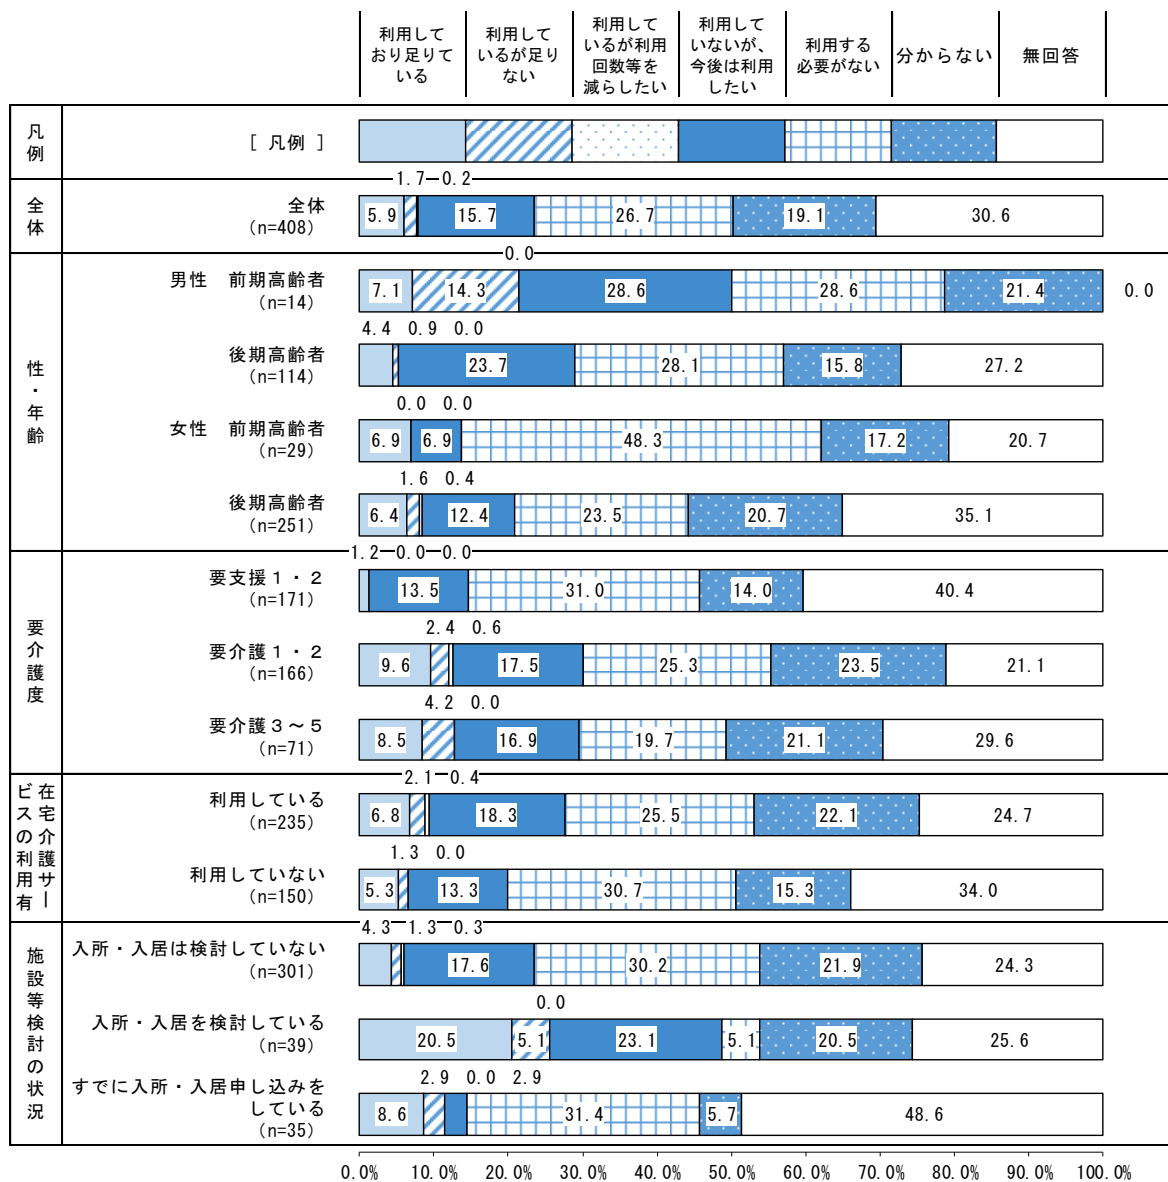 利用して
おり足りて
いる
利用して
いるが足り
ない
利用して
いるが利用
回数等を
減らしたい
利用して
いないが、
今後は利用
したい
利用する
必要がない
分からない
無回答
凡例
[ 凡例 ]
全体
全体
(n=408)
1.7 0.2
5.9 15.7 26.7 19.1 30.6
性・年齢
男性 前期高齢者
(n=14)
0.0
7.1 14.3 28.6 28.6 21.4 0.0
後期高齢者
(n=114)
4.4 0.9 0.0
23.7 28.1 15.8 27.2
女性 前期高齢者
(n=29)
0.0 0.0
6.9 6.9 48.3 17.2 20.7
後期高齢者
(n=251)
1.6 0.4
6.4 12.4 23.5 20.7 35.1
要介護度
要支援1・2
(n=171)
1.2 0.0 0.0
13.5 31.0 14.0 40.4
要介護1・2
(n=166)
2.4 0.6
9.6 17.5 25.3 23.5 21.1
要介護3~5
(n=71)
4.2 0.0
8.5 16.9 19.7 21.1 29.6
在宅介護サー
ビスの利用有
利用している
(n=235)
2.1 0.4
6.8 18.3 25.5 22.1 24.7
利用していない
(n=150)
1.3 0.0
5.3 13.3 30.7 15.3 34.0
施設等検討の状況
入所・入居は検討していない
(n=301)
4.3 1.3 0.3
17.6 30.2 21.9 24.3
入所・入居を検討している
(n=39)
0.0
20.5 5.1 23.1 5.1 20.5 25.6
すでに入所・入居申し込みを
している
(n=35)
2.9 0.0 2.9
8.6 31.4 5.7 48.6
0.0% 10.0% 20.0% 30.0% 40.0% 50.0% 60.0% 70.0% 80.0% 90.0% 100.0%